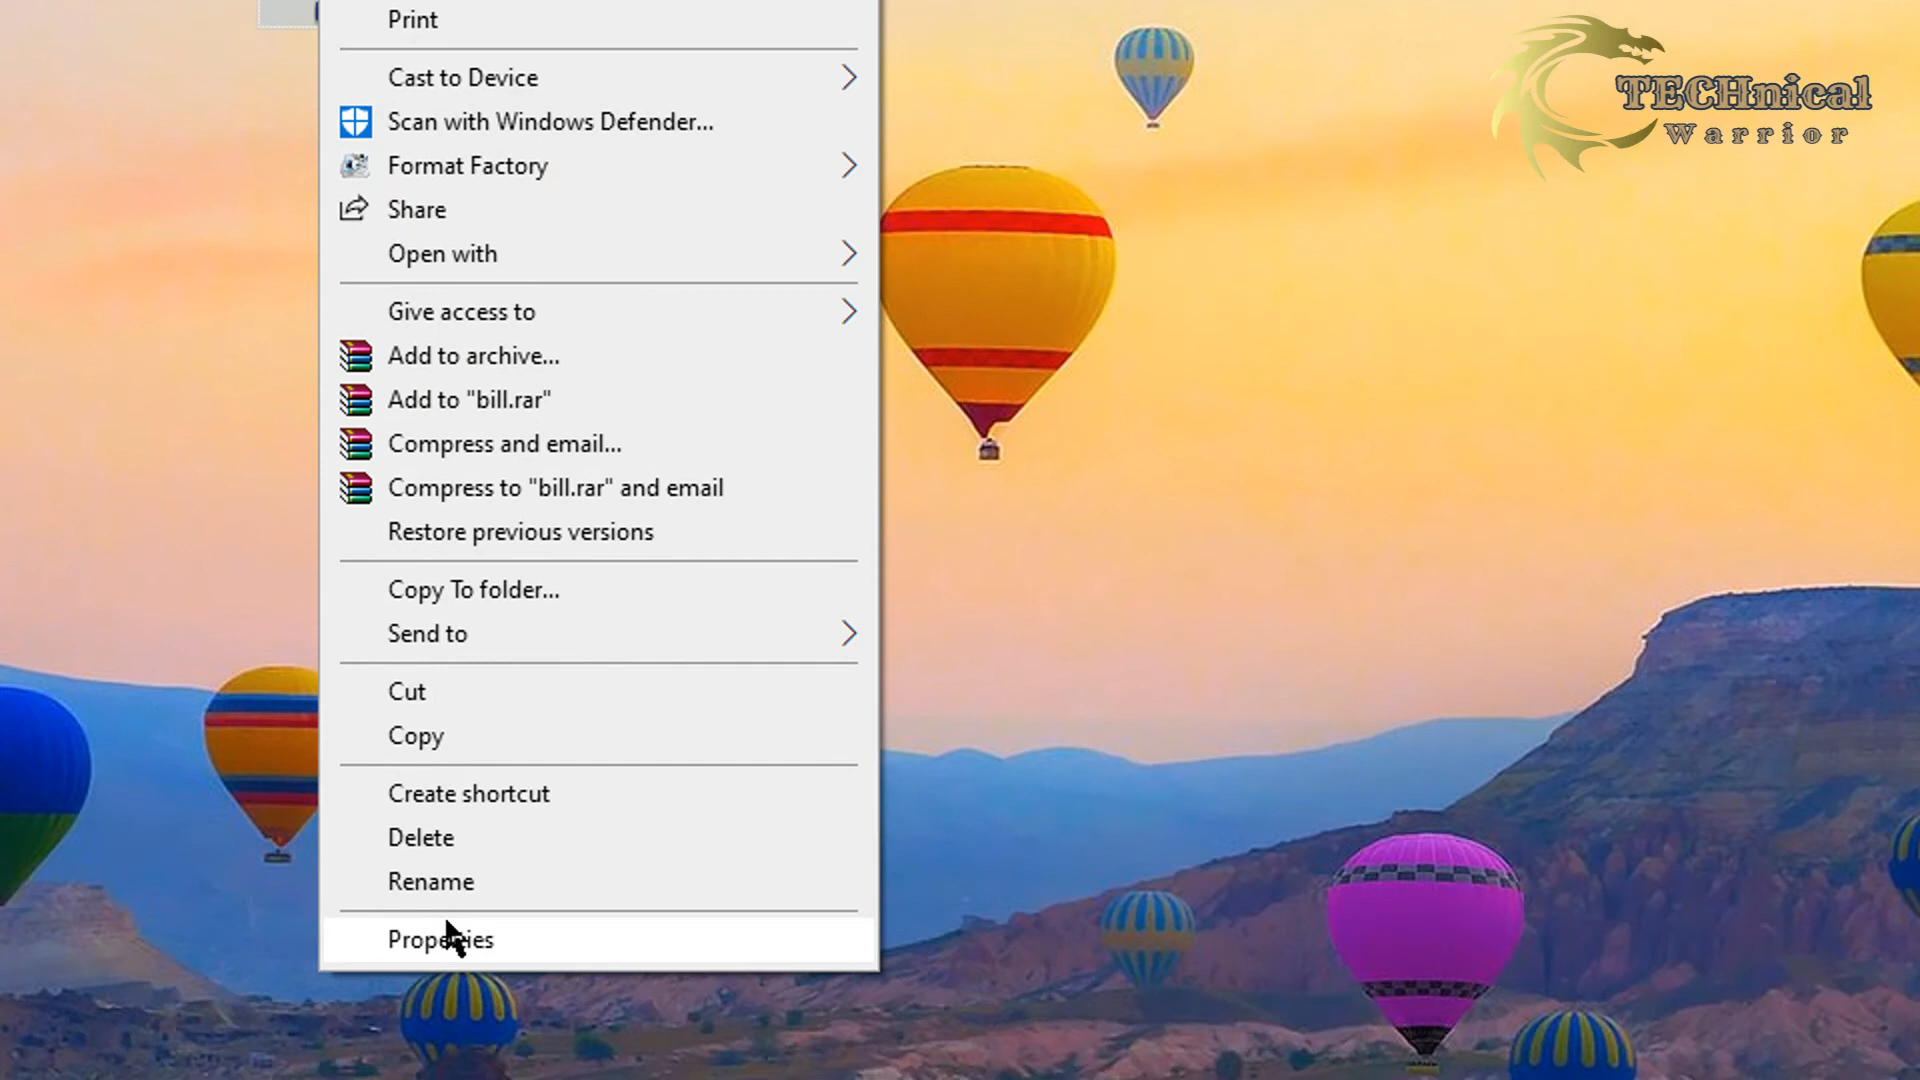 Print
Cast to Device
Scan with Windows Defender...
Format Factory
Share
Open with
Give access to
Add to archive...
Add to "bill.rar"
Compress and email...
Compress to "bill.rar" and email
Restore previous versions
Copy To folder...
Send to
Cut
Copy
Create shortcut
Delete
Rename
Properties
TECHnical
Warrior